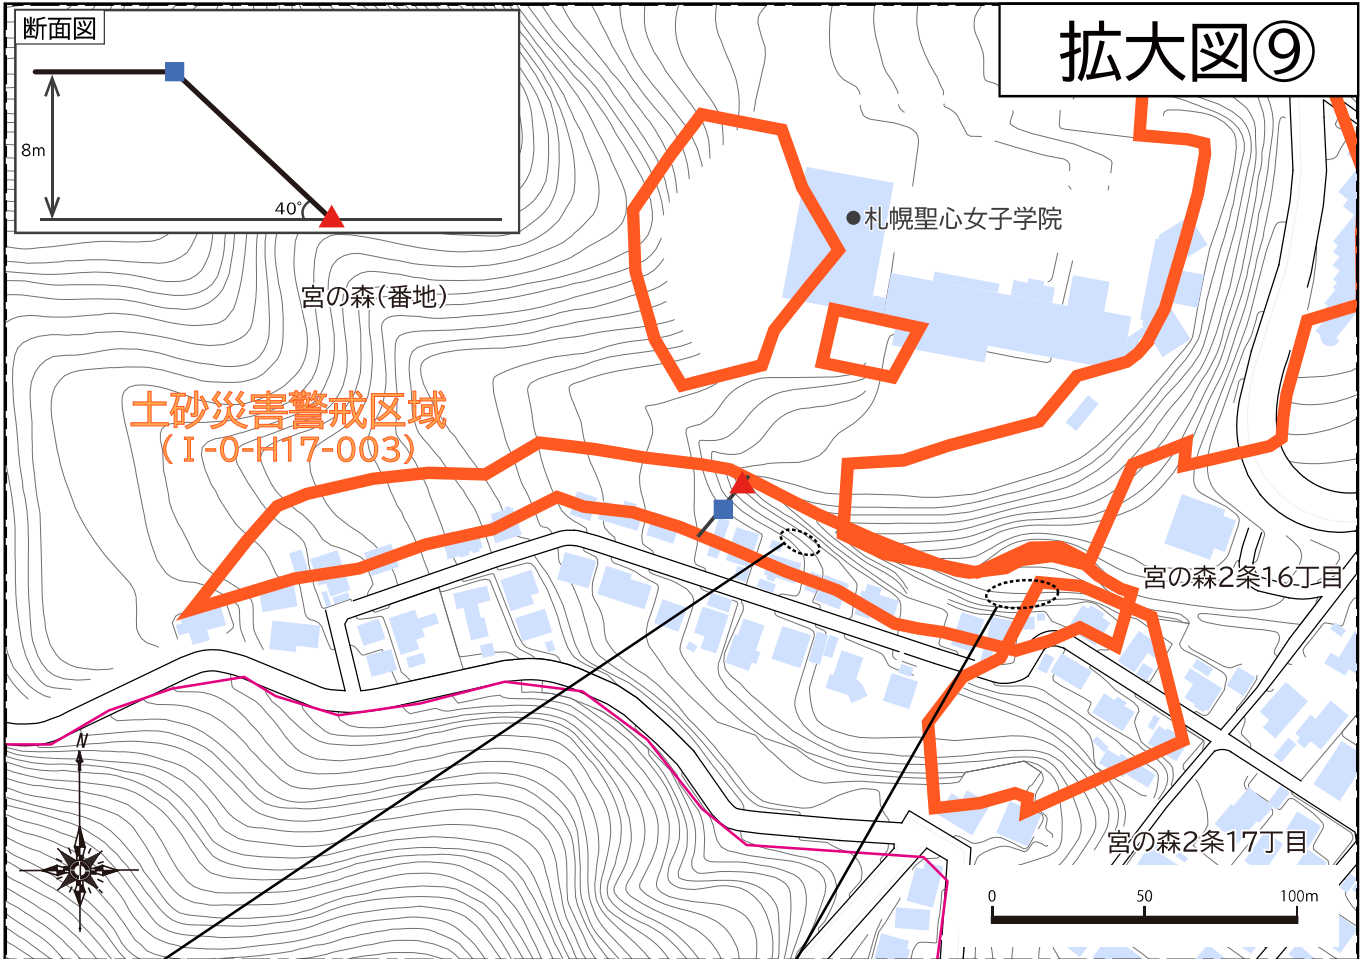 断面図
8m
40°
拡大図⑨
札幌聖心女子学院
宮の森(番地)
土砂災害警戒区域
(Ⅰ-0-H17-003)
宮の森2条16丁目
N
宮の森2条17丁目
0 50 100m